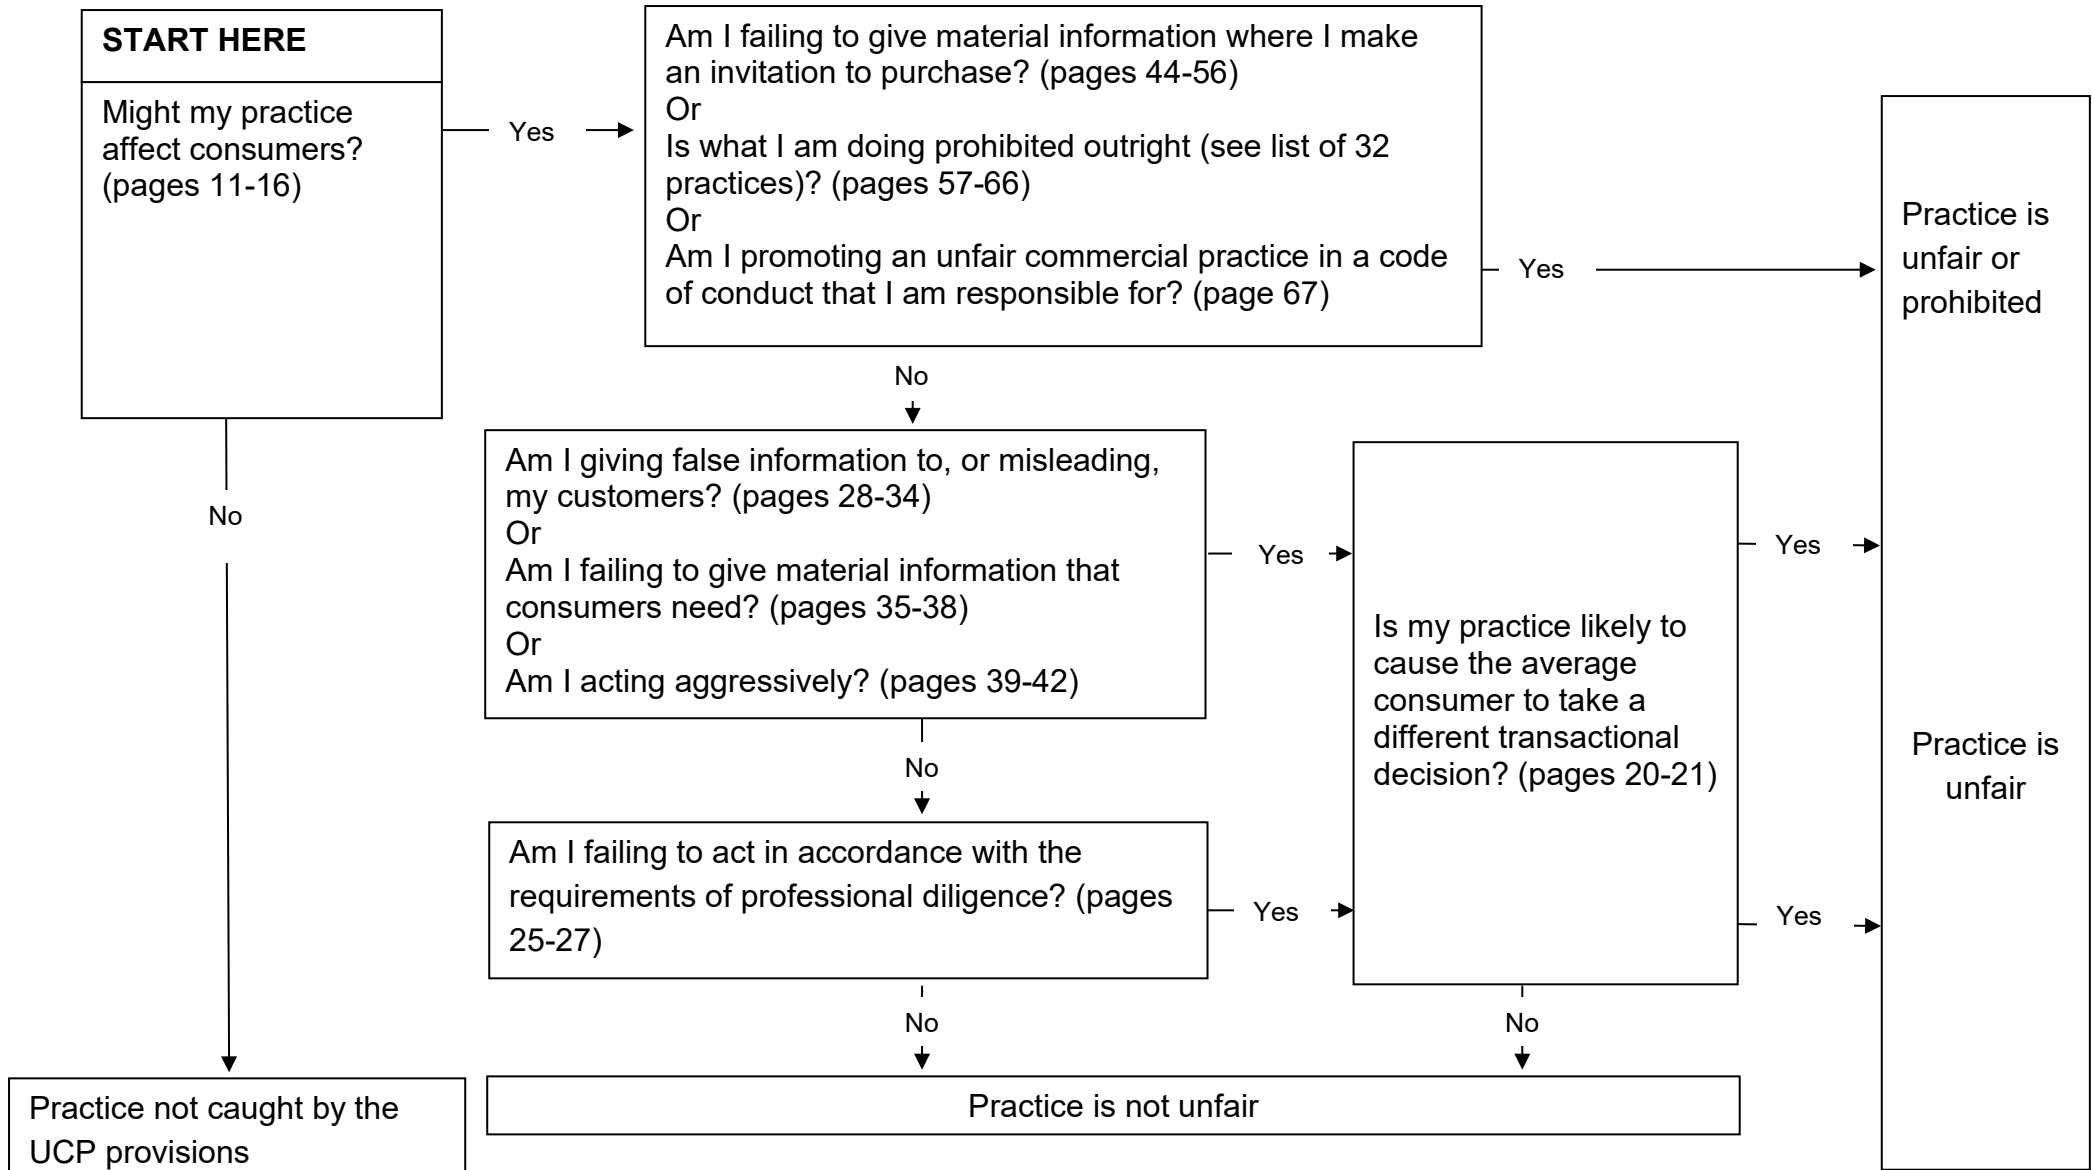 START HERE
Might my practice
affect consumers?
(pages 11-16)
Yes
No
Am I failing to give material information where I make
an invitation to purchase? (pages 44-56)
Or
Is what I am doing prohibited outright (see list of 32
practices)? (pages 57-66)
Or
Am I promoting an unfair commercial practice in a code
of conduct that I am responsible for? (page 67)
Yes
No
Practice is
unfair or
prohibited
Am I giving false information to, or misleading,
my customers? (pages 28-34)
Or
Am I failing to give material information that
consumers need? (pages 35-38)
Or
Am I acting aggressively? (pages 39-42)
Yes
No
Is my practice likely to
cause the average
consumer to take a
different transactional
decision? (pages 20-21)
Yes
Yes
No
Practice is
unfair
Am I failing to act in accordance with the
requirements of professional diligence? (pages
25-27)
Yes
No
Practice not caught by the
UCP provisions
Practice is not unfair